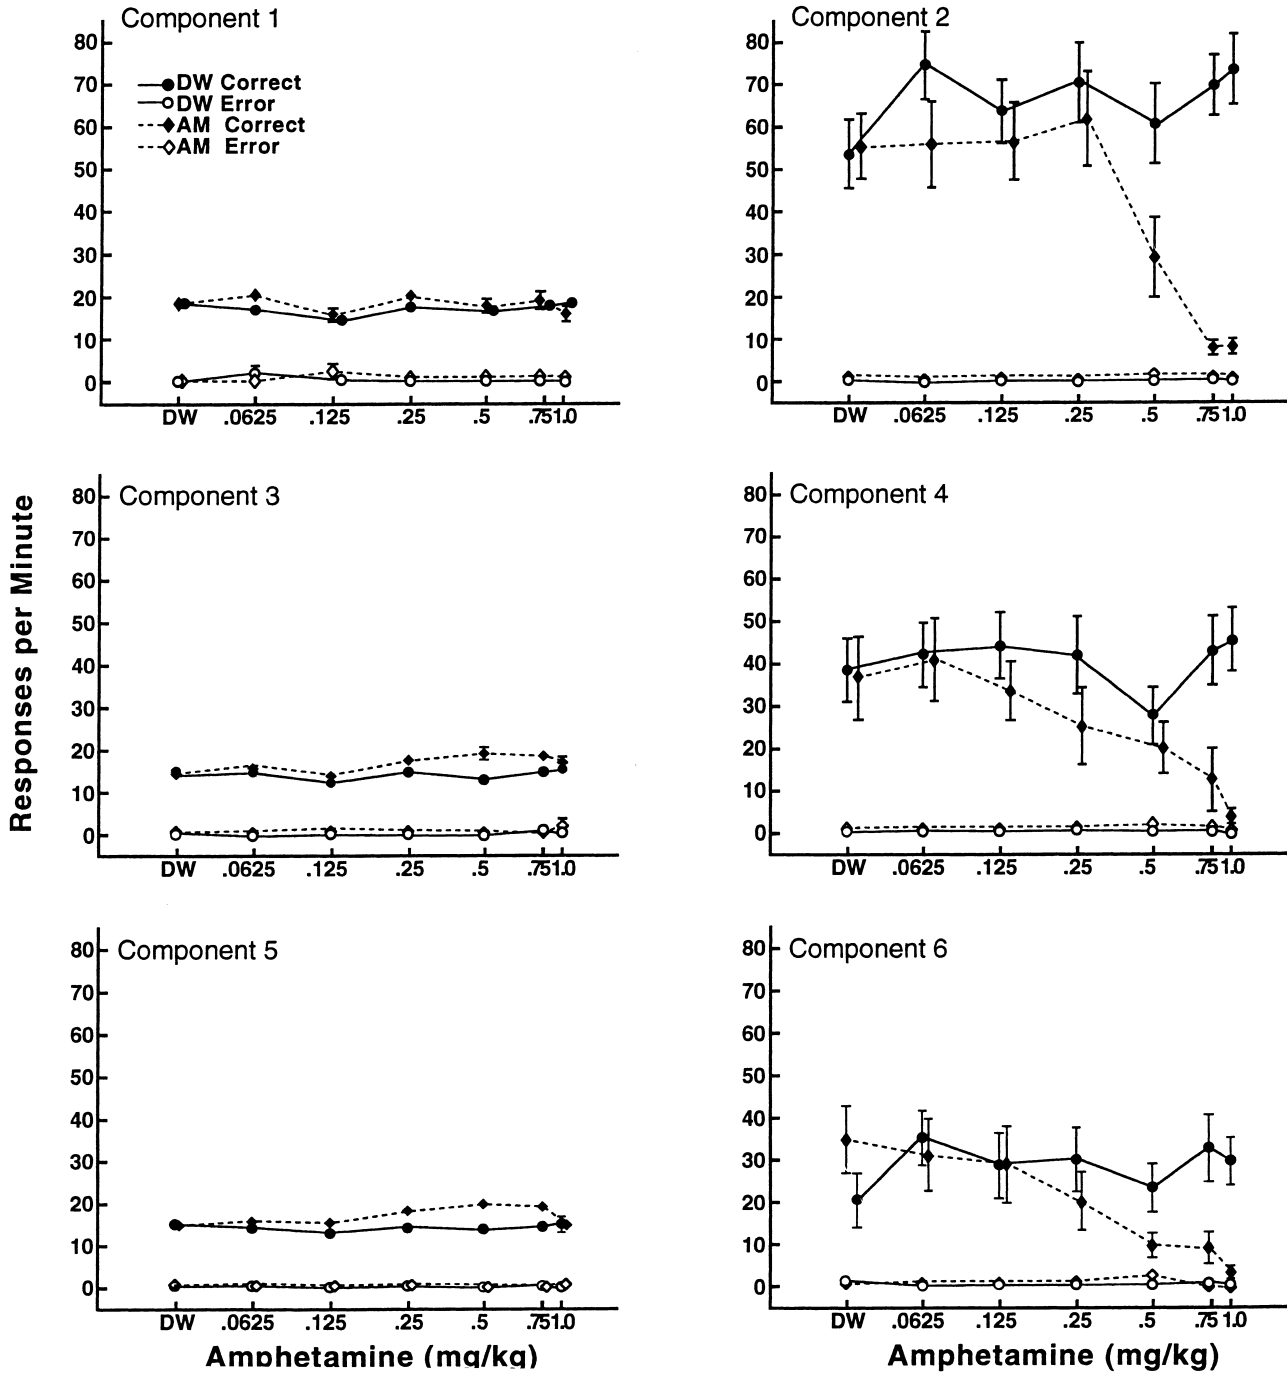 Component 1
80
70
60
50
40
30
20
10
0
DW Correct
DW Error
AM Correct
AM Error
DW .0625 .125 .25 .5 .75 1.0
Component 2
80
70
60
50
40
30
20
10
0
DW .0625 .125 .25 .5 .75 1.0
Responses per Minute
Component 3
80
70
60
50
40
30
20
10
0
DW .0625 .125 .25 .5 .75 1.0
Component 4
80
70
60
50
40
30
20
10
0
DW .0625 .125 .25 .5 .75 1.0
Component 5
80
70
60
50
40
30
20
10
0
DW .0625 .125 .25 .5 .75 1.0
Amphetamine (mg/kg)
Component 6
80
70
60
50
40
30
20
10
0
DW .0625 .125 .25 .5 .75 1.0
Amphetamine (mg/kg)